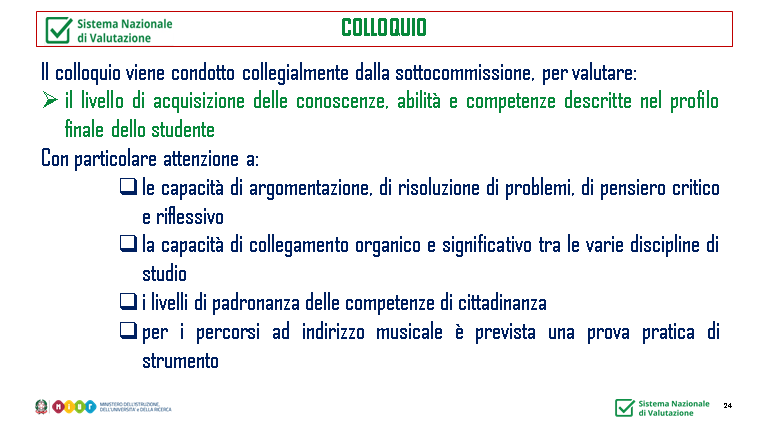 Sistema Nazionale
di Valutazione
COLLOQUIO
Il colloquio viene condotto collegialmente dalla sottocommissione, per valutare:
il livello di acquisizione delle conoscenze, abilità e competenze descritte nel profilo
finale dello studente
Con particolare attenzione a:
le capacità di argomentazione, di risoluzione di problemi, di pensiero critico
e riflessivo
la capacità di collegamento organico e significativo tra le varie discipline di
studio
i livelli di padronanza delle competenze di cittadinanza
per i percorsi ad indirizzo musicale è prevista una prova pratica di
strumento
MIUR
MINISTERO DELL'ISTRUZIONE,
DELL'UNIVERSITA' E DELLA RICERCA
Sistema Nazionale
di Valutazione
24